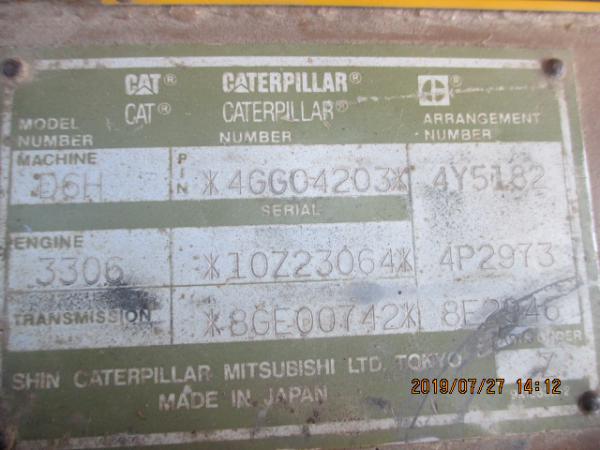 CAT® CATERPILLAR® ®
CAT® CATERPILLAR®
MODEL NUMBER NUMBER ARRANGEMENT NUMBER
MACHINE
D6H PIN *4GG04203* 4Y5182
SERIAL
ENGINE
3306 *10Z23064* 4P2973
TRANSMISSION *8GE00742*
SHIN CATERPILLAR MITSUBISHI LTD. TOKYO
MADE IN JAPAN
2019/07/27 14:12